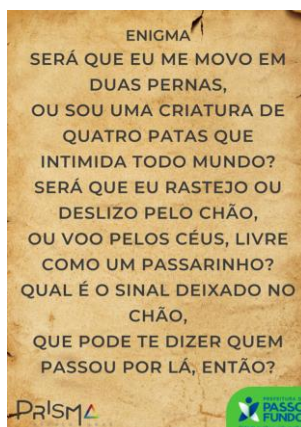 ENIGMA
SERÁ QUE EU ME MOVO EM
DUAS PERNAS,
OU SOU UMA CRIATURA DE
QUATRO PATAS QUE
INTIMIDA TODO MUNDO?
SERÁ QUE EU RASTEJO OU
DESLIZO PELO CHÃO,
OU VOO PELOS CÉUS, LIVRE
COMO UM PASSARINHO?
QUAL É O SINAL DEIXADO NO
CHÃO,
QUE PODE TE DIZER QUEM
PASSOU POR LÁ, ENTÃO?
PRISMA
PREFEITURA D
PASSO
FUNDO